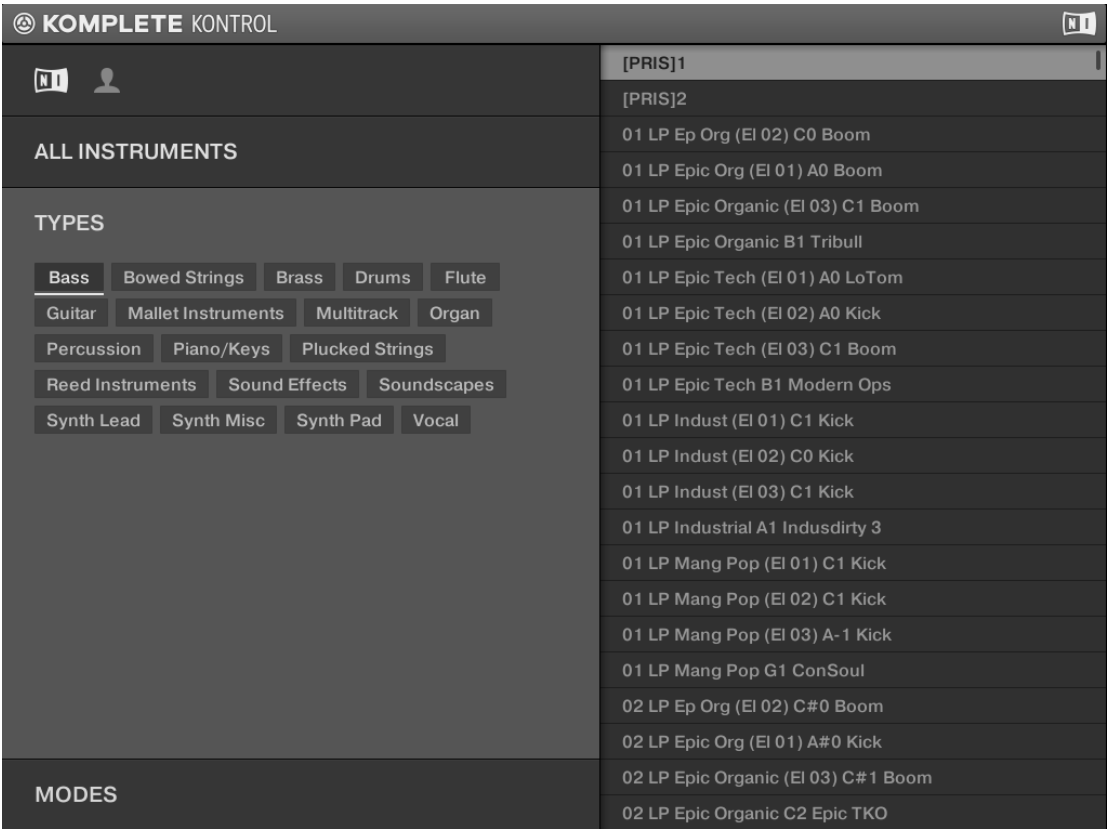 KOMPLETE KONTROL
NI
NI
ALL INSTRUMENTS
TYPES
Bass Bowed Strings Brass Drums Flute
Guitar Mallet Instruments Multitrack Organ
Percussion Piano/Keys Plucked Strings
Reed Instruments Sound Effects Soundscapes
Synth Lead Synth Misc Synth Pad Vocal
MODES
[PRIS]1
[PRIS]2
01 LP Ep Org (El 02) C0 Boom
01 LP Epic Org (El 01) A0 Boom
01 LP Epic Organic (El 03) C1 Boom
01 LP Epic Organic B1 Tribull
01 LP Epic Tech (El 01) A0 LoTom
01 LP Epic Tech (El 02) A0 Kick
01 LP Epic Tech (El 03) C1 Boom
01 LP Epic Tech B1 Modern Ops
01 LP Indust (El 01) C1 Kick
01 LP Indust (El 02) C0 Kick
01 LP Indust (El 03) C1 Kick
01 LP Industrial A1 Indusdirty 3
01 LP Mang Pop (El 01) C1 Kick
01 LP Mang Pop (El 02) C1 Kick
01 LP Mang Pop (El 03) A-1 Kick
01 LP Mang Pop G1 ConSoul
02 LP Ep Org (El 02) C#0 Boom
02 LP Epic Org (El 01) A#0 Kick
02 LP Epic Organic (El 03) C#1 Boom
02 LP Epic Organic C2 Epic TKO